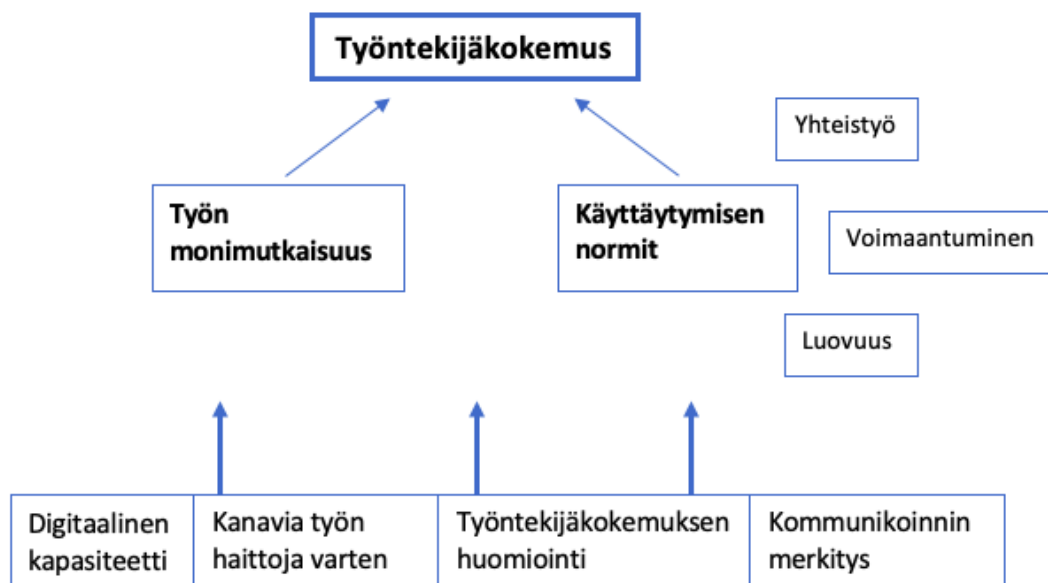 Työntekijäkokemus
Yhteistyö
Työn
monimutkaisuus
Käyttäytymisen
normit
Voimaantuminen
Luovuus
Digitaalinen
kapasiteetti
Kanavia työn
haittoja varten
Työntekijäkokemuksen
huomiointi
Kommunikoinnin
merkitys